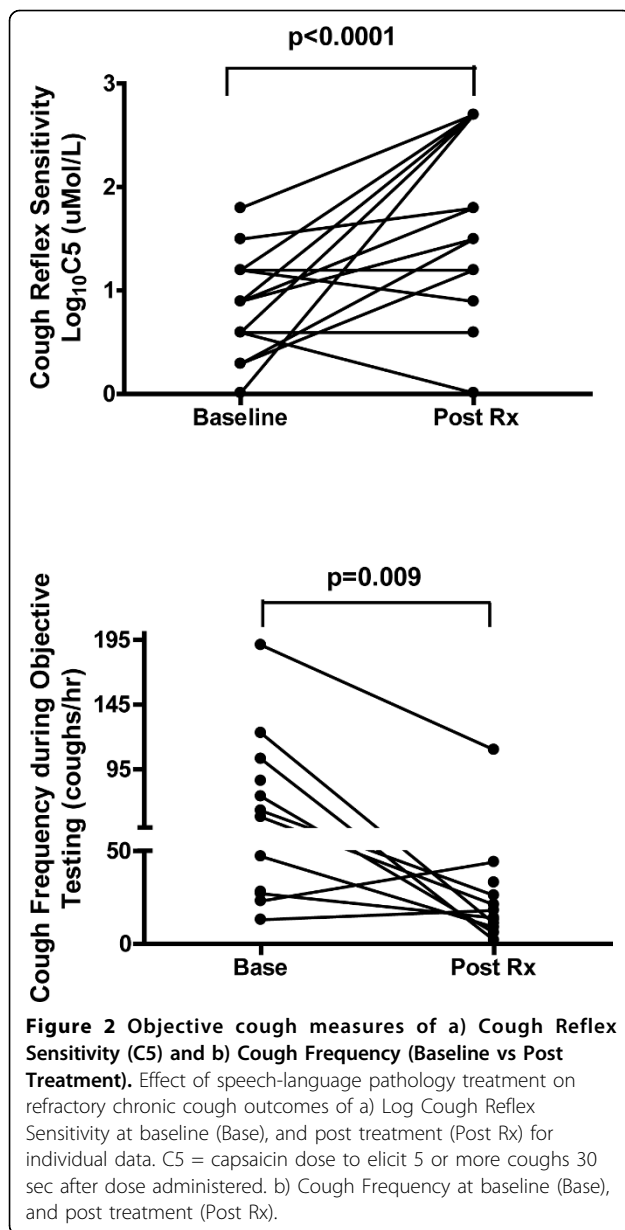 p<0.0001
Cough Reflex Sensitivity
Log₁₀C5 (uMol/L)
3
2
1
0
Baseline Post Rx
p=0.009
Cough Frequency during Objective
Testing (coughs/hr)
195
145
95
50
0
Base Post Rx
Figure 2 Objective cough measures of a) Cough Reflex
Sensitivity (C5) and b) Cough Frequency (Baseline vs Post
Treatment). Effect of speech-language pathology treatment on
refractory chronic cough outcomes of a) Log Cough Reflex
Sensitivity at baseline (Base), and post treatment (Post Rx) for
individual data. C5 = capsaicin dose to elicit 5 or more coughs 30
sec after dose administered. b) Cough Frequency at baseline (Base),
and post treatment (Post Rx).